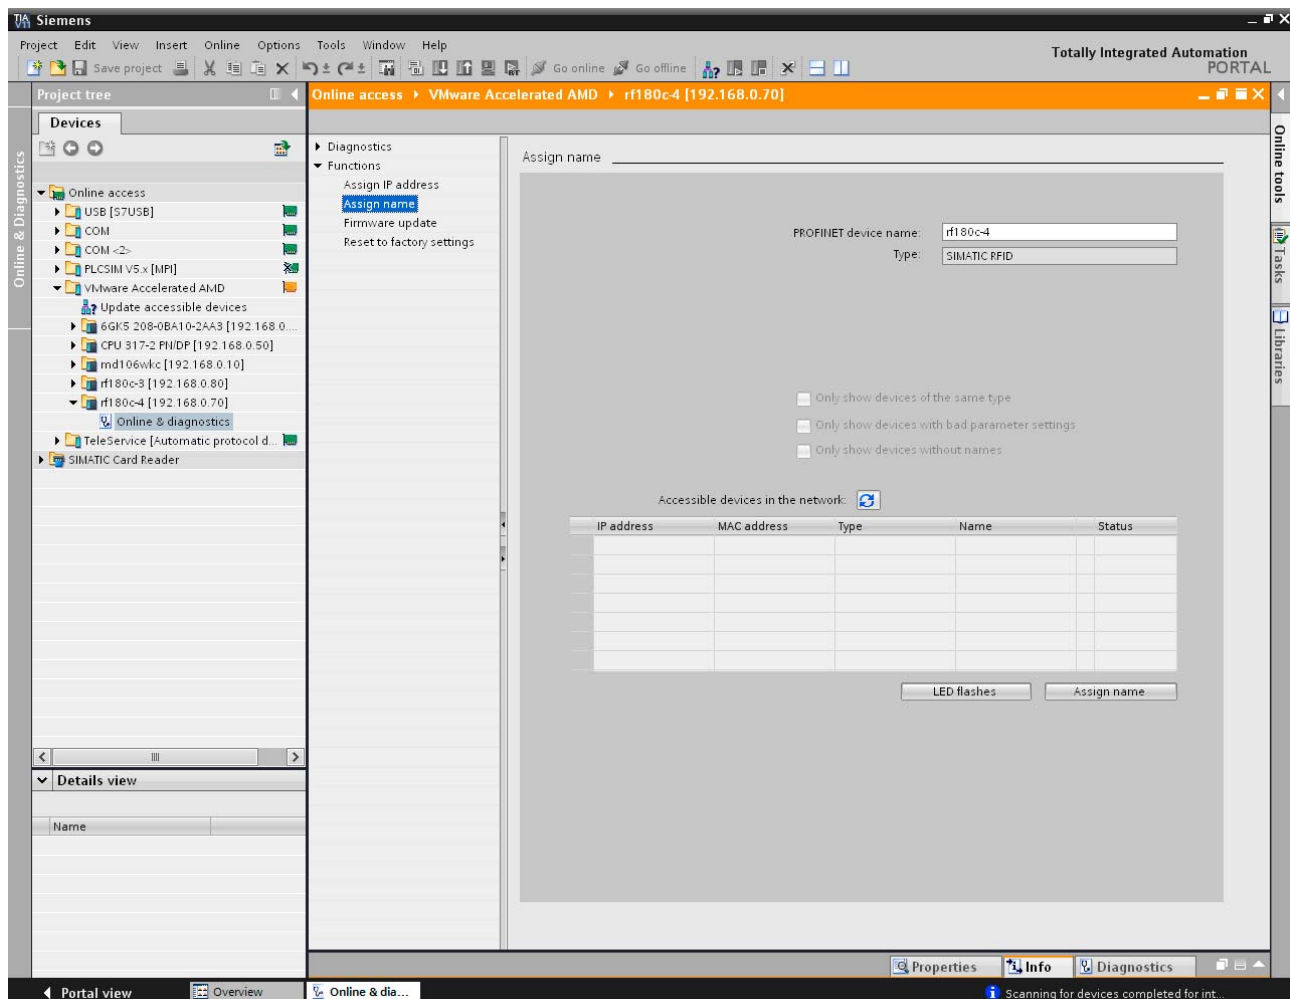 Siemens
Project Edit View Insert Online Options Tools Window Help
Save project Go online Go offline
Totally Integrated Automation
PORTAL
Project tree
Online access VMware Accelerated AMD rf180c-4 [192.168.0.70]
Devices
Online & Diagnostics
Online access
USB [S7USB]
COM
COM <2>
PLCSIM V5.x [MPI]
VMware Accelerated AMD
Update accessible devices
6GK5 208-0BA10-2AA3 [192.168.0....
CPU 317-2 PN/DP [192.168.0.50]
md106wkc [192.168.0.10]
rf180c-3 [192.168.0.80]
rf180c-4 [192.168.0.70]
Online & diagnostics
TeleService [Automatic protocol d...
SIMATIC Card Reader
Details view
Name
Diagnostics
Functions
Assign IP address
Assign name
Firmware update
Reset to factory settings
Assign name
PROFINET device name: rf180c-4
Type: SIMATIC RFID
Only show devices of the same type
Only show devices with bad parameter settings
Only show devices without names
Accessible devices in the network:
IP address MAC address Type Name Status
LED flashes Assign name
Online tools
Tasks
Libraries
Properties Info Diagnostics
Portal view Overview Online & dia...
Scanning for devices completed for int...